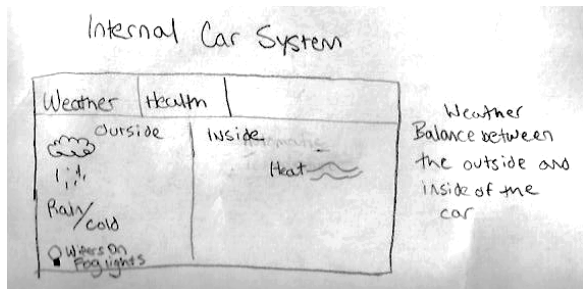 Internal Car System
Weather Health
Outside
Inside
Heat
Rain/cold
Wipers On
Fog lights
Weather
Balance between
the outside and
inside of the
car